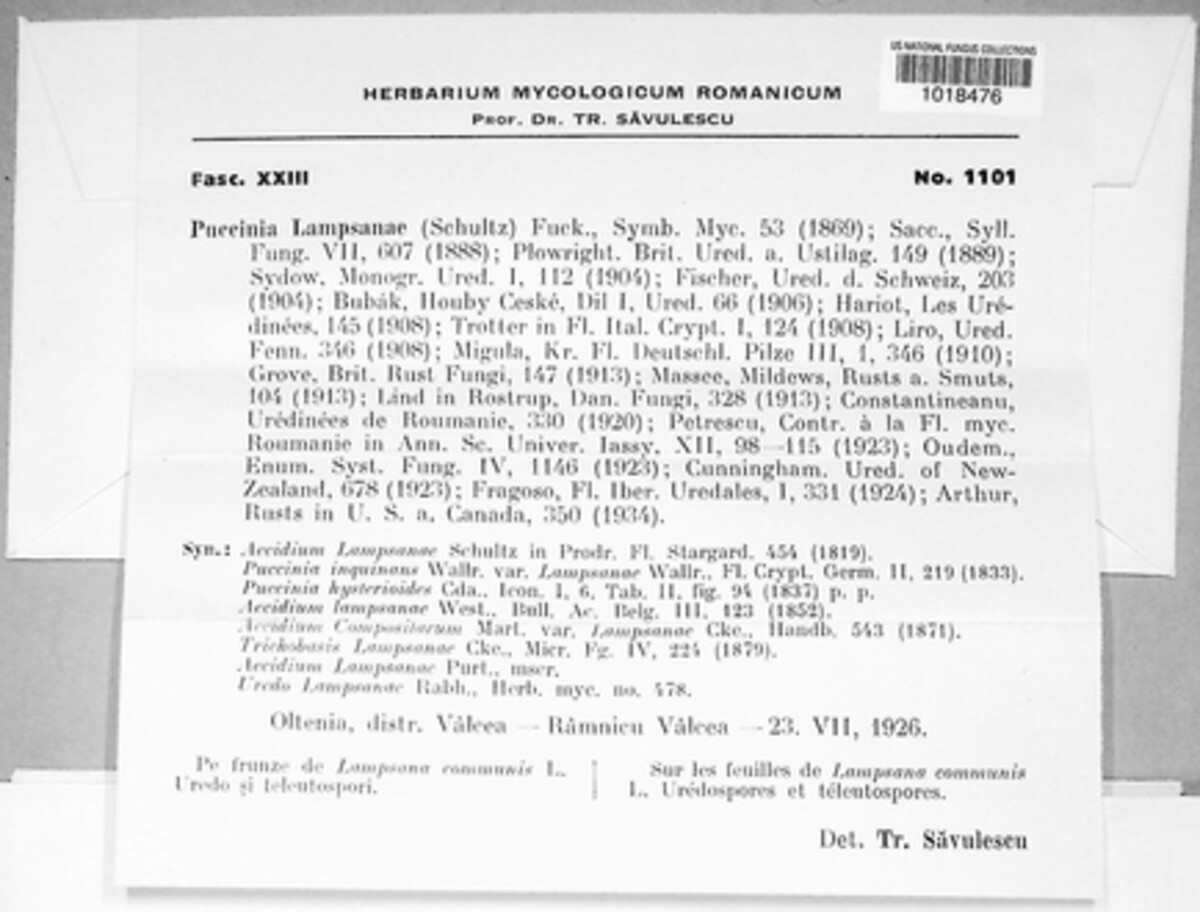 US NATIONAL FUNGUS COLLECTIONS
1018476
HERBARIUM MYCOLOGICUM ROMANICUM
PROF. DR. TR. SĂVULESCU
Fasc. XXIII
No. 1101
Puccinia Lampsanae (Schultz) Fuck., Symb. Myc. 53 (1869); Sacc., Syll.
Fung. VII, 607 (1888); Plowright. Brit. Ured. a. Ustilag. 149 (1889);
Sydow, Monogr. Ured. I, 112 (1904); Fischer, Ured. d. Schweiz, 203
(1904); Bubák, Houby Ceské, Dil I, Ured. 66 (1906); Hariot, Les Uré-
dinées, 145 (1908); Trotter in Fl. Ital. Crypt. I, 124 (1908); Liro, Ured.
Fenn. 346 (1908); Migula, Kr. Fl. Deutschl. Pilze III, 1, 346 (1910);
Grove, Brit. Rust Fungi, 147 (1913); Massee, Mildews, Rusts a. Smuts,
104 (1913); Lind in Rostrup, Dan. Fungi, 328 (1913); Constantineanu,
Urédinées de Roumanie, 330 (1920); Petrescu, Contr. à la Fl. myc.
Roumanie in Ann. Sc. Univer. Iassy, XII, 98—115 (1923); Oudem.,
Enum. Syst. Fung. IV, 1146 (1923); Cunningham. Ured. of New-
Zealand, 678 (1923); Fragoso, Fl. Iber. Uredales, I, 331 (1924); Arthur,
Rusts in U. S. a. Canada, 350 (1934).
Syn.: Aecidium Lampsanae Schultz in Prodr. Fl. Stargard. 454 (1819).
Puccinia inquinans Wallr. var. Lampsanae Wallr., Fl. Crypt. Germ. II, 219 (1833).
Puccinia hysterioides Cda., Icon. I, 6, Tab. II, fig. 94 (1837) p. p.
Aecidium lampsanae West., Bull. Ac. Belg. III, 123 (1852).
Aecidium Compositarum Mart. var. Lampsanae Cke., Handb. 543 (1871).
Trichobasis Lampsanae Cke., Micr. Fg. IV, 224 (1879).
Aecidium Lampsanae Purt., mscr.
Uredo Lampsanae Rabh., Herb. myc. no. 478.
Oltenia, distr. Vâlcea — Râmnicu Vâlcea — 23. VII, 1926.
Pe frunze de Lampsana communis L.
Uredo și teleutospori.
Sur les feuilles de Lampsana communis
L. Urédospores et téleutospores.
Det. Tr. Săvulescu